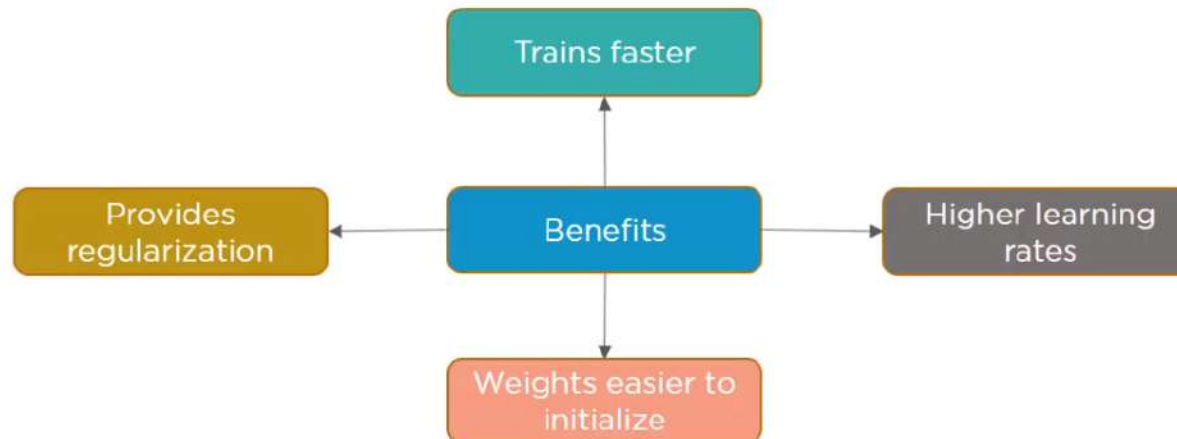 Trains faster
Provides
regularization
Benefits
Higher learning
rates
Weights easier to
initialize